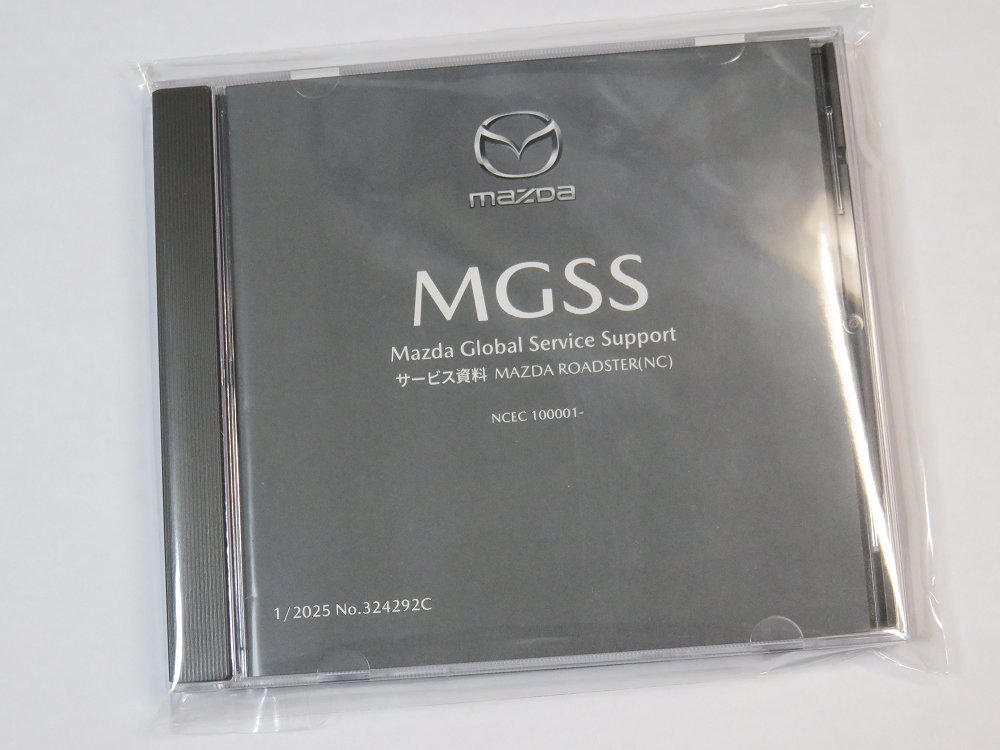 mazda
MGSS
Mazda Global Service Support
サービス資料 MAZDA ROADSTER(NC)
NCEC 100001-
1/2025 No.324292C